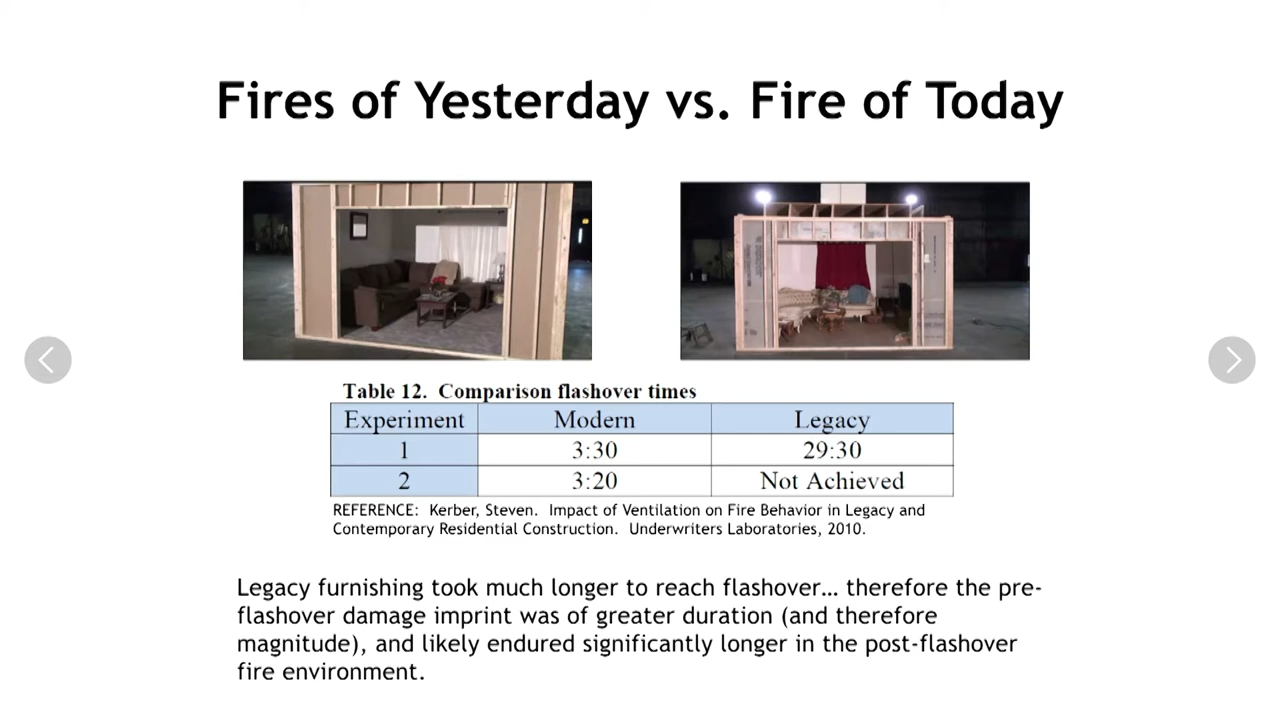 Fires of Yesterday vs. Fire of Today
Table 12.  Comparison flashover times
Experiment Modern Legacy
1 3:30 29:30
2 3:20 Not Achieved
REFERENCE:  Kerber, Steven.  Impact of Ventilation on Fire Behavior in Legacy and
Contemporary Residential Construction.  Underwriters Laboratories, 2010.
Legacy furnishing took much longer to reach flashover… therefore the pre-
flashover damage imprint was of greater duration (and therefore
magnitude), and likely endured significantly longer in the post-flashover
fire environment.